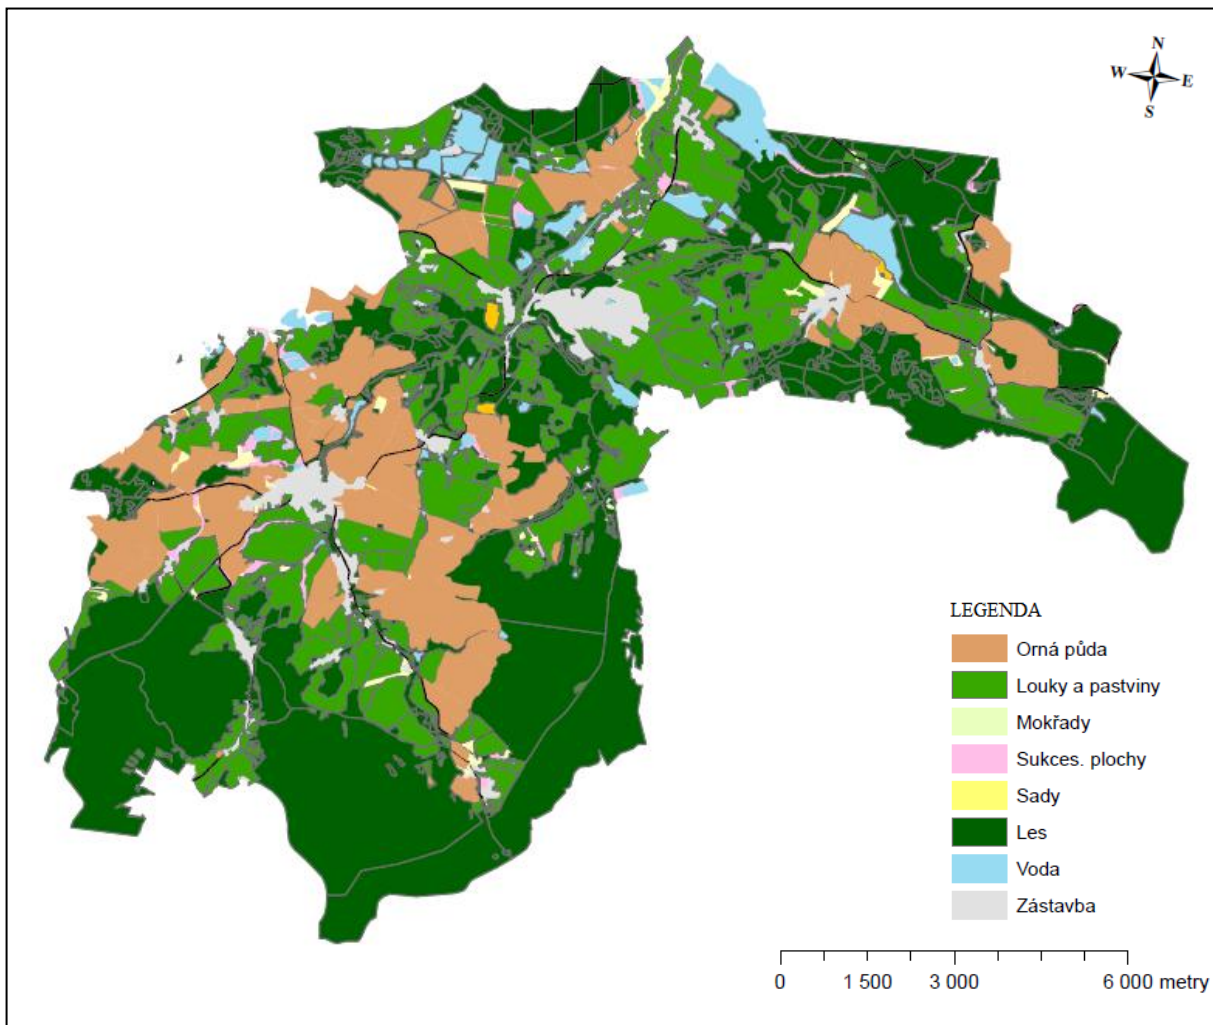 N
W E
S
LEGENDA
Orná půda
Louky a pastviny
Mokřady
Sukces. plochy
Sady
Les
Voda
Zástavba
0 1 500 3 000 6 000 metry